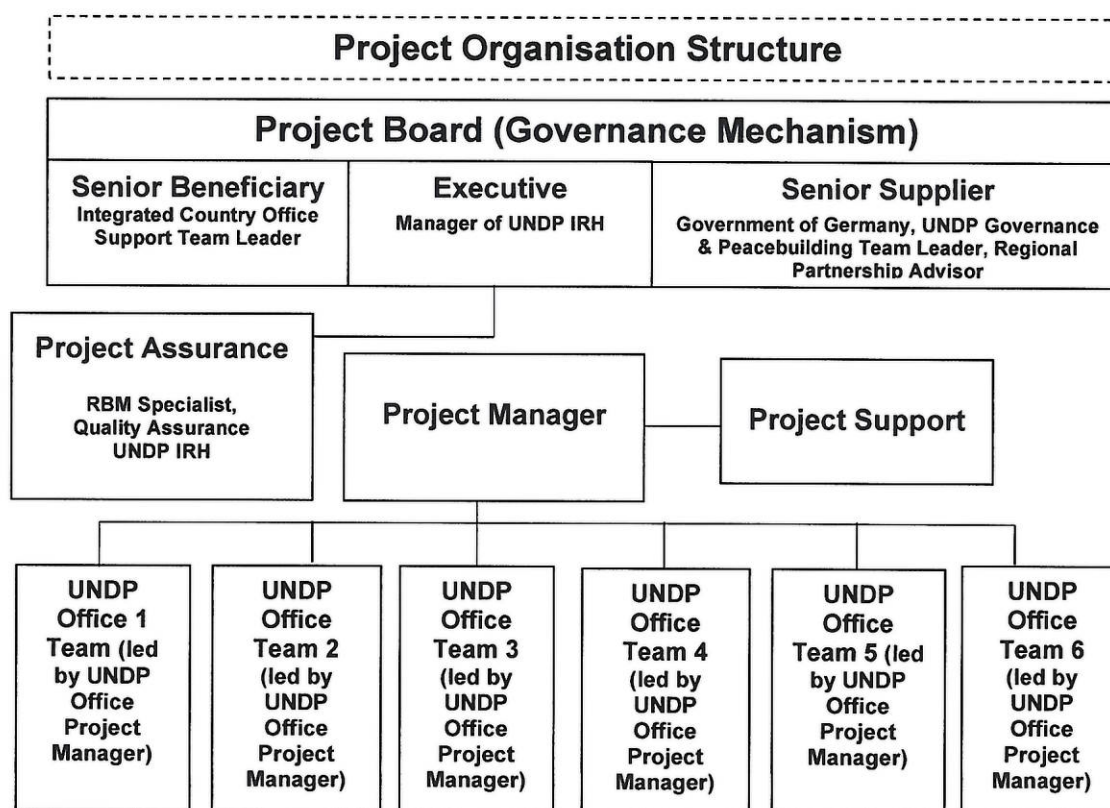 Project Organisation Structure
Project Board (Governance Mechanism)
Senior Beneficiary
Integrated Country Office
Support Team Leader
Executive
Manager of UNDP IRH
Senior Supplier
Government of Germany, UNDP Governance
& Peacebuilding Team Leader, Regional
Partnership Advisor
Project Assurance
RBM Specialist,
Quality Assurance
UNDP IRH
Project Manager
Project Support
UNDP
Office 1
Team (led
by UNDP
Office
Project
Manager)
UNDP
Office
Team 2
(led by
UNDP
Office
Project
Manager)
UNDP
Office
Team 3
(led by
UNDP
Office
Project
Manager)
UNDP
Office
Team 4
(led by
UNDP
Office
Project
Manager)
UNDP
Office
Team 5 (led
by UNDP
Office
Project
Manager)
UNDP
Office
Team 6
(led by
UNDP
Office
Project
Manager)